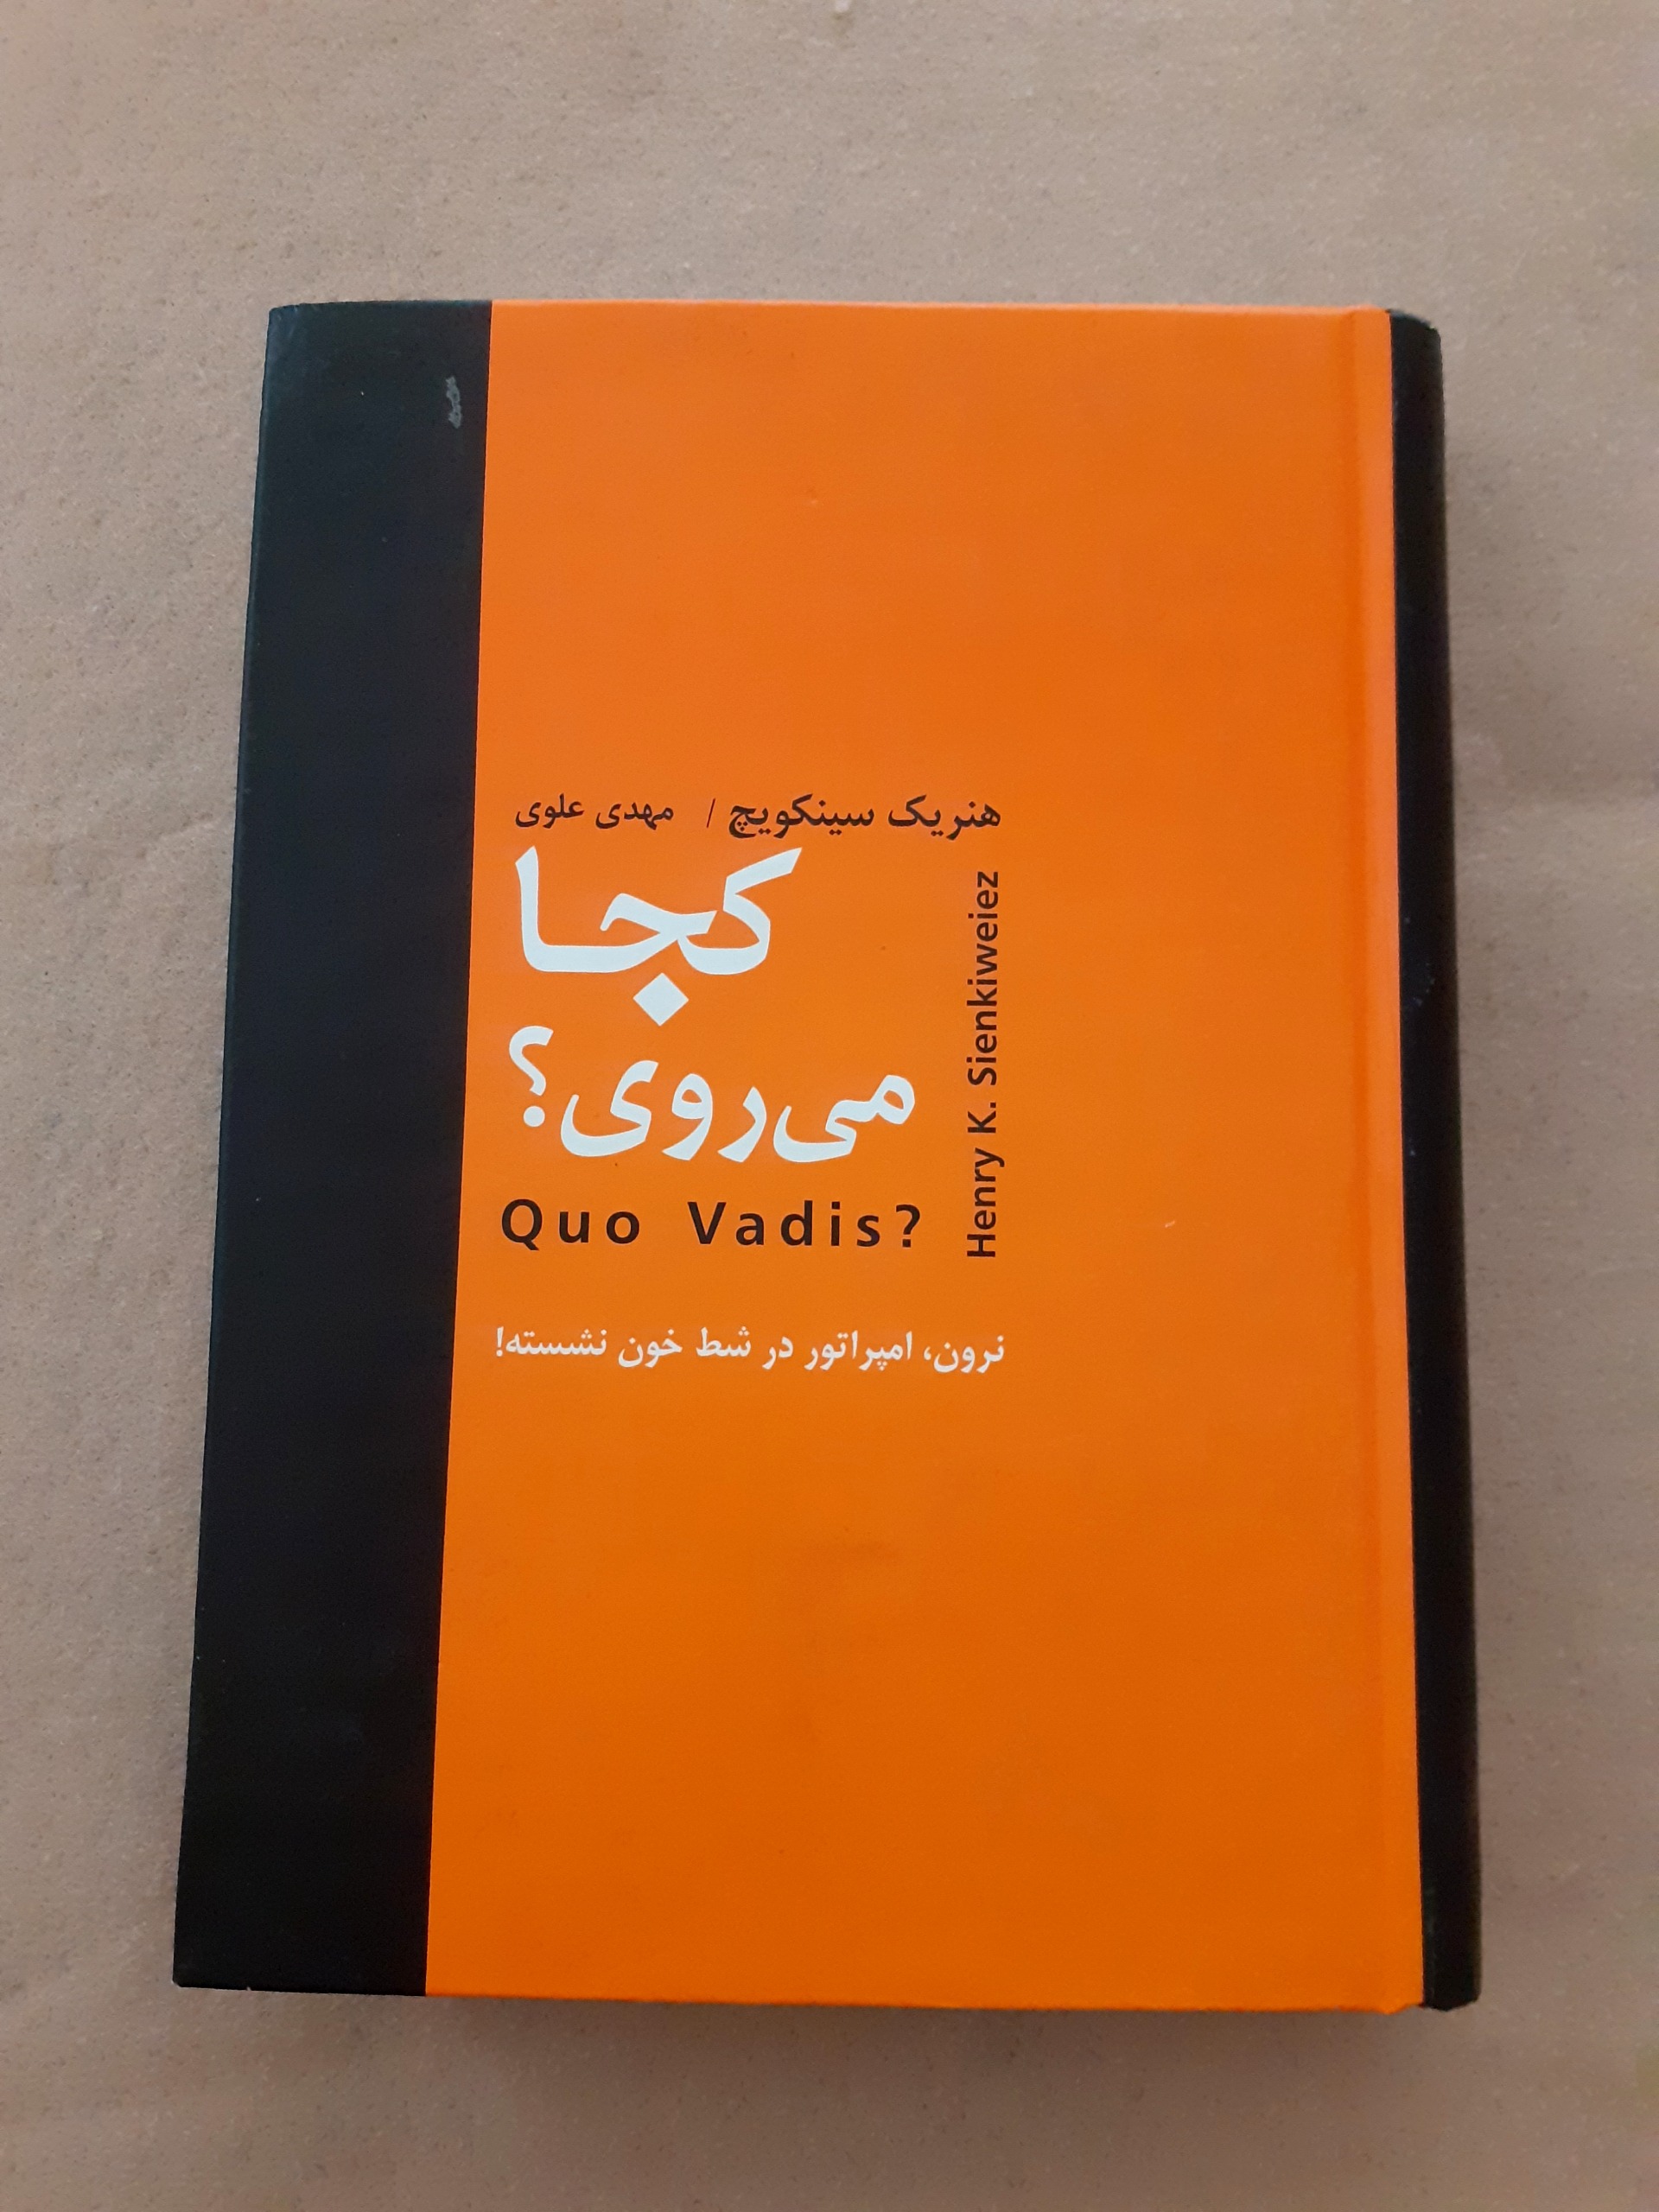 هنریک سینکویچ / مهدی علوی
کجا
می‌روی؟
Quo Vadis?
Henry K. Sienkiweiez
نرون، امپراتور در شط خون نشسته!